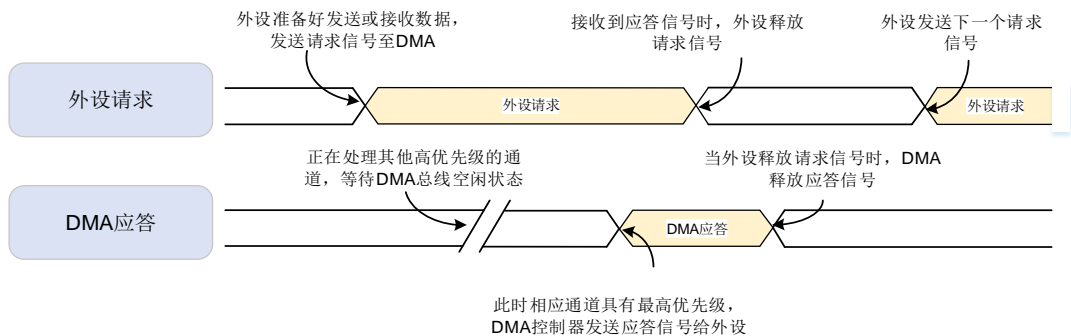 外设准备好发送或接收数据，
发送请求信号至DMA
接收到应答信号时，外设释放
请求信号
外设发送下一个请求
信号
外设请求
外设请求
外设请求
正在处理其他高优先级的通
道，等待DMA总线空闲状态
当外设释放请求信号时，DMA
释放应答信号
DMA应答
DMA应答
此时相应通道具有最高优先级，
DMA控制器发送应答信号给外设